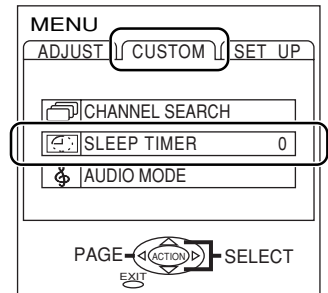 MENU
ADJUST CUSTOM SET UP
CHANNEL SEARCH
SLEEP TIMER 0
AUDIO MODE
PAGE ACTION SELECT
EXIT